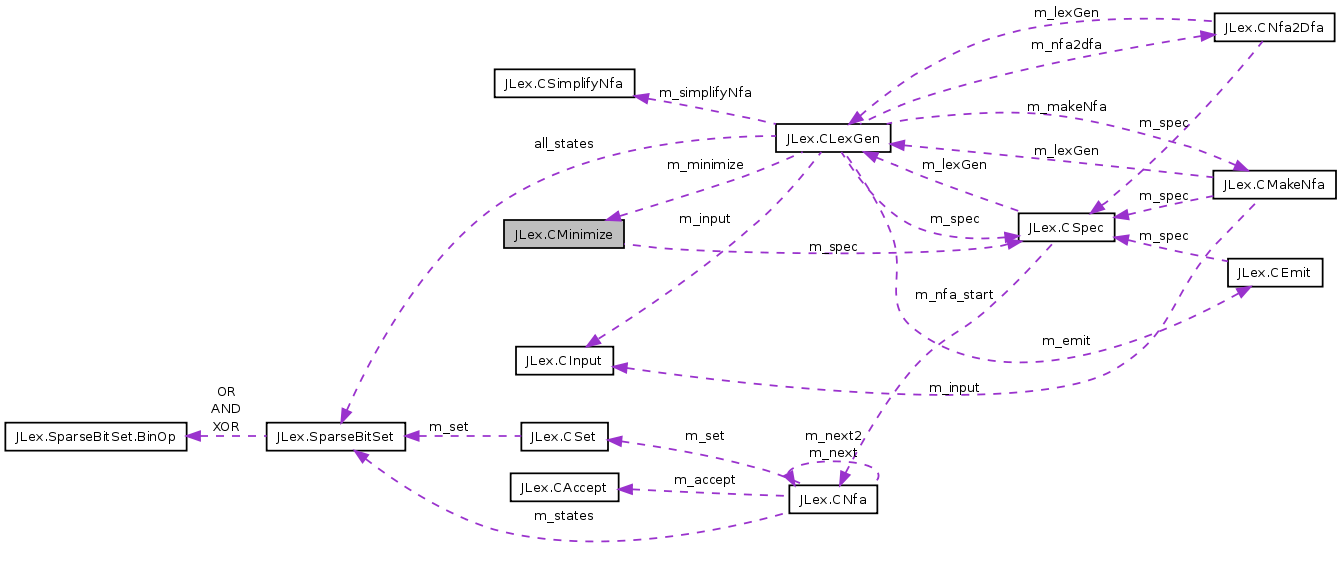 m_lexGen
JLex.CNfa2Dfa
m_nfa2dfa
JLex.CSimplifyNfa
m_simplifyNfa
m_makeNfa
m_spec
JLex.CLexGen
all_states
m_lexGen
m_minimize
m_lexGen
JLex.CMakeNfa
m_spec
m_input
m_spec
JLex.CSpec
JLex.CMinimize
m_spec
m_spec
JLex.CEmit
m_nfa_start
m_emit
JLex.CInput
m_input
OR
AND
XOR
JLex.SparseBitSet.BinOp
JLex.SparseBitSet
m_set
JLex.CSet
m_set
m_next2
m_next
m_accept
JLex.CAccept
JLex.CNfa
m_states